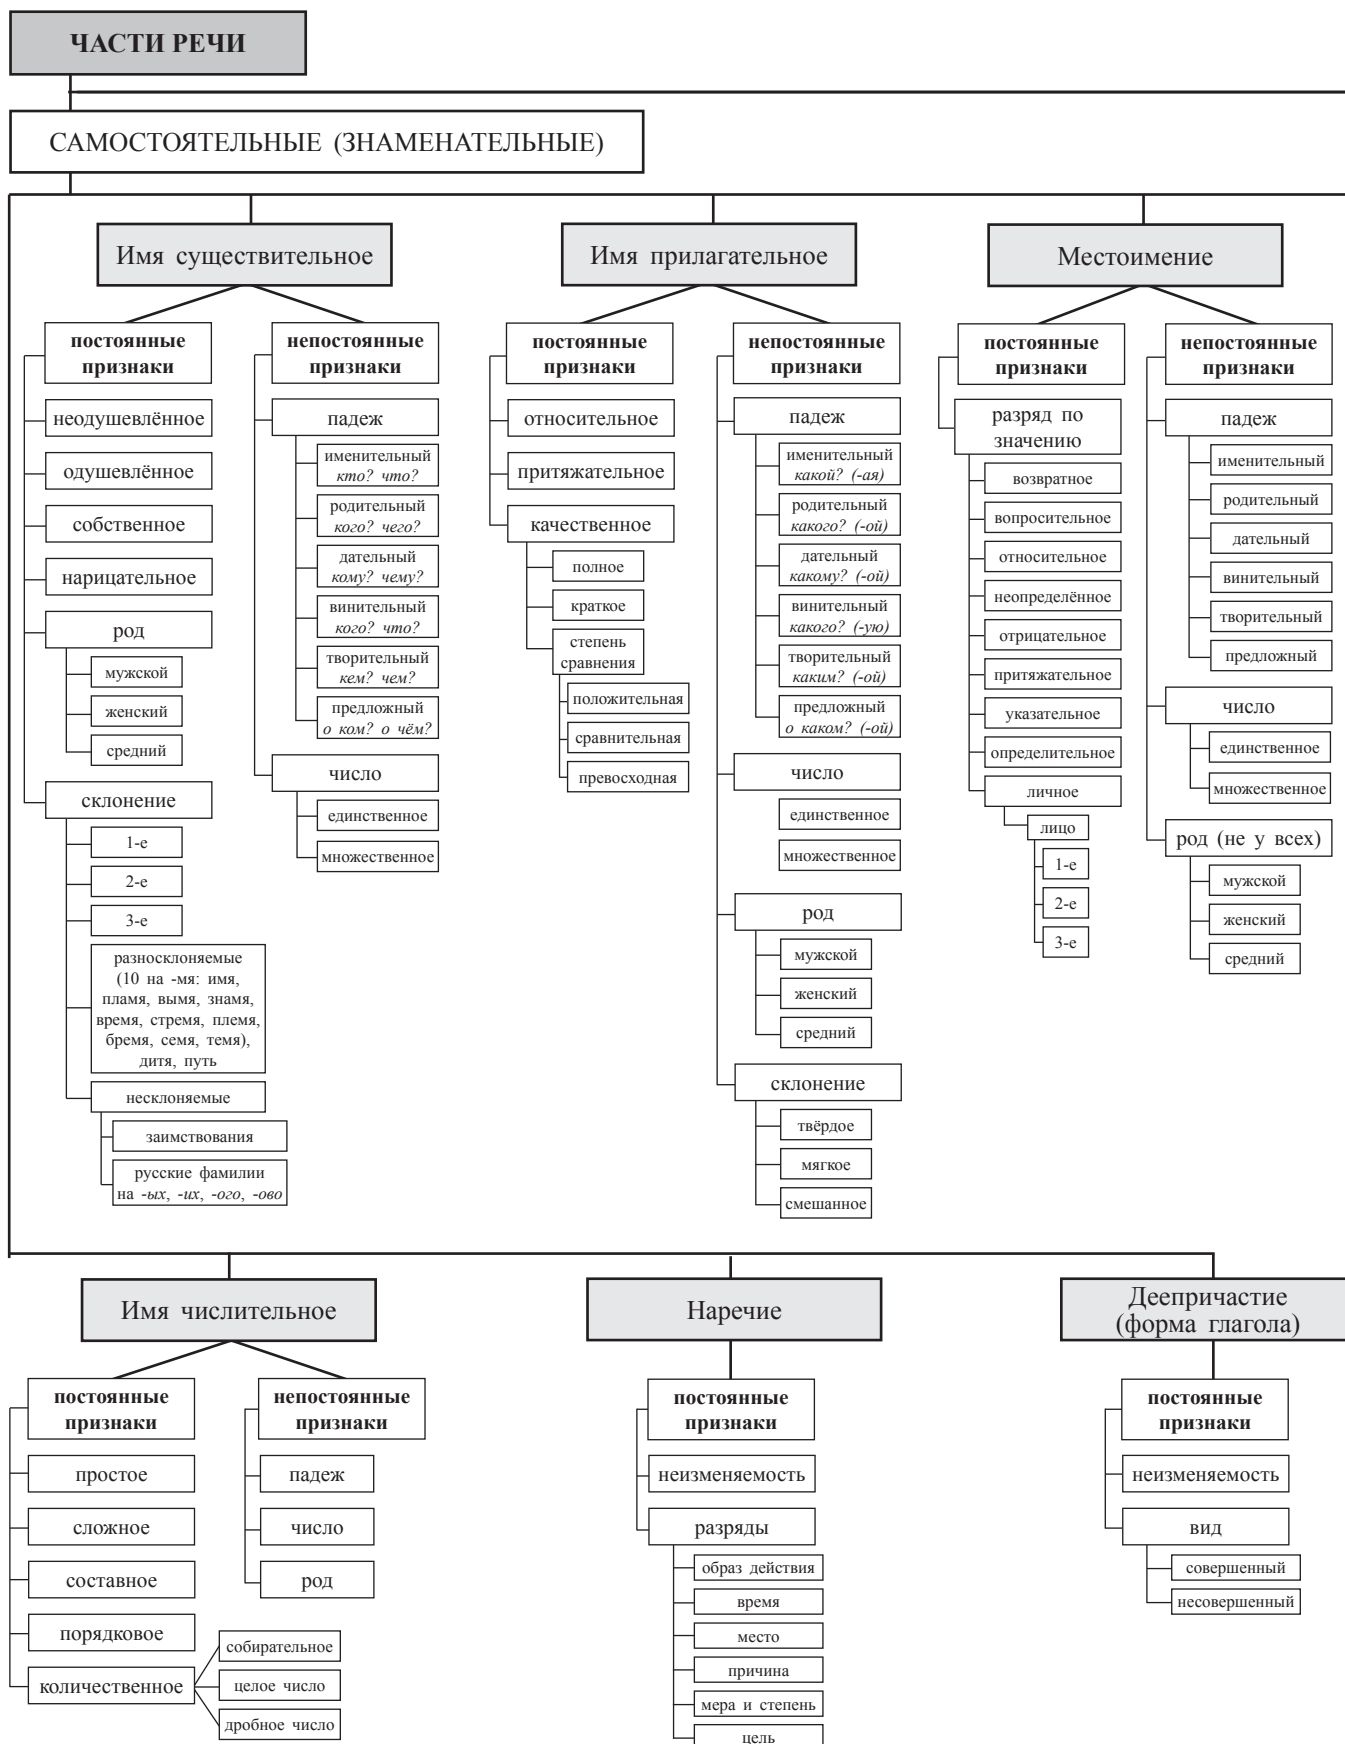 ЧАСТИ РЕЧИ
САМОСТОЯТЕЛЬНЫЕ (ЗНАМЕНАТЕЛЬНЫЕ)
Имя существительное
постоянные
признаки
неодушевлённое
одушевлённое
собственное
нарицательное
род
мужской
женский
средний
склонение
1-е
2-е
3-е
разносклоняемые
(10 на -мя: имя,
пламя, вымя, знамя,
время, стремя, племя,
бремя, семя, темя),
дитя, путь
несклоняемые
заимствования
русские фамилии
на -ых, -их, -ого, -ово
непостоянные
признаки
падеж
именительный
кто? что?
родительный
кого? чего?
дательный
кому? чему?
винительный
кого? что?
творительный
кем? чем?
предложный
о ком? о чём?
число
единственное
множественное
Имя прилагательное
постоянные
признаки
относительное
притяжательное
качественное
полное
краткое
степень
сравнения
положительная
сравнительная
превосходная
непостоянные
признаки
падеж
именительный
какой? (-ая)
родительный
какого? (-ой)
дательный
какому? (-ой)
винительный
какого? (-ую)
творительный
каким? (-ой)
предложный
о каком? (-ой)
число
единственное
множественное
род
мужской
женский
средний
склонение
твёрдое
мягкое
смешанное
Местоимение
постоянные
признаки
разряд по
значению
возвратное
вопросительное
относительное
неопределённое
отрицательное
притяжательное
указательное
определительное
личное
лицо
1-е
2-е
3-е
непостоянные
признаки
падеж
именительный
родительный
дательный
винительный
творительный
предложный
число
единственное
множественное
род (не у всех)
мужской
женский
средний
Имя числительное
постоянные
признаки
простое
сложное
составное
порядковое
количественное
собирательное
целое число
дробное число
непостоянные
признаки
падеж
число
род
Наречие
постоянные
признаки
неизменяемость
разряды
образ действия
время
место
причина
мера и степень
цель
Деепричастие
(форма глагола)
постоянные
признаки
неизменяемость
вид
совершенный
несовершенный